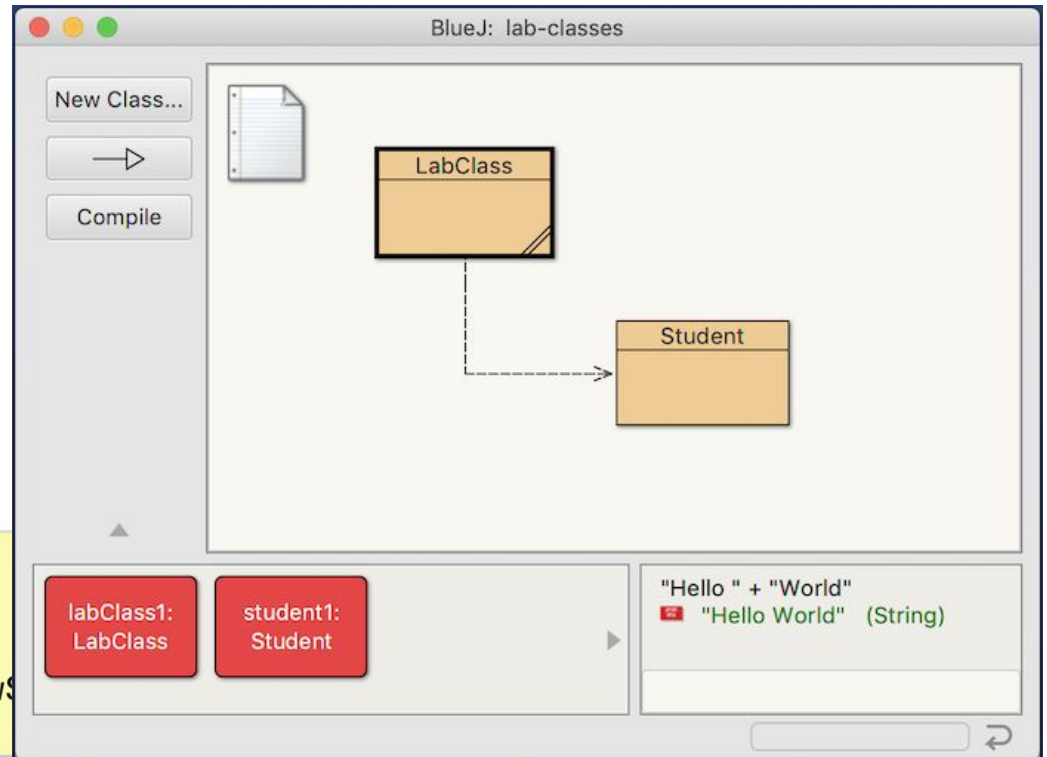 BlueJ: lab-classes
New Class...
Compile
LabClass
Student
labClass1:
LabClass
student1:
Student
"Hello " + "World"
"Hello World" (String)